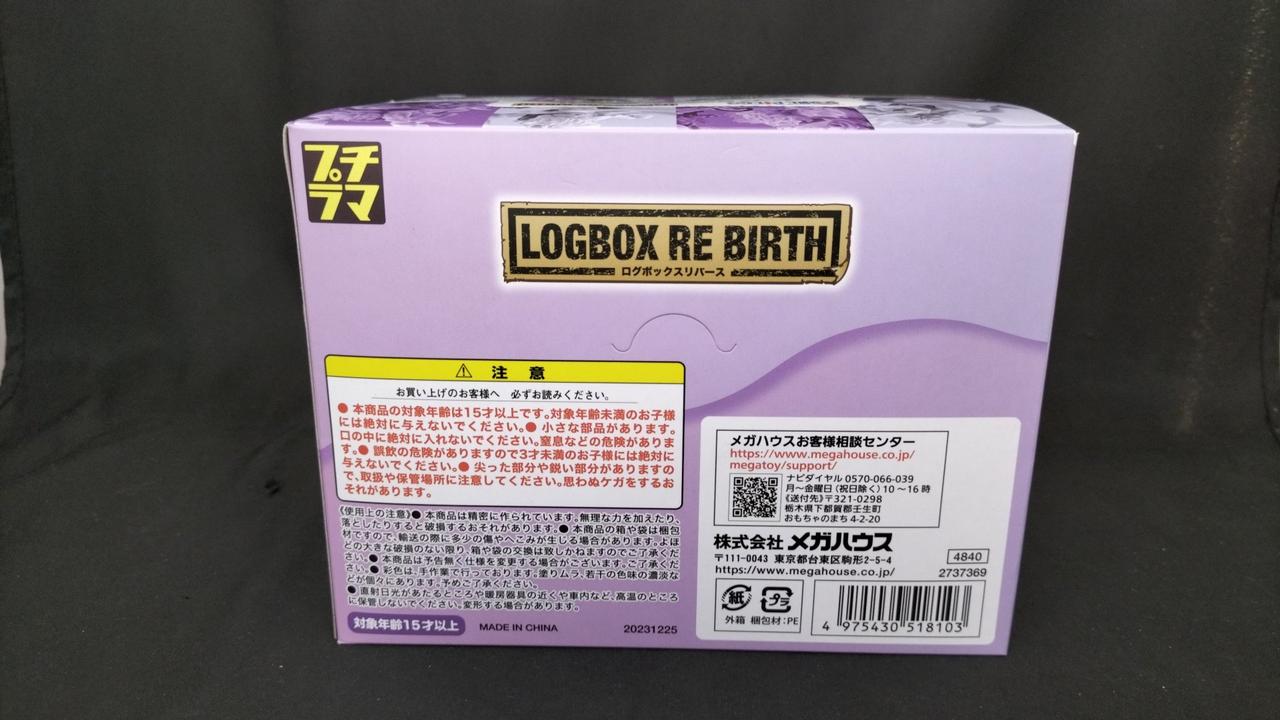 プチ
ラマ
LOGBOX RE BIRTH
ログボックスリバース
⚠ 注意
お買い上げのお客様へ 必ずお読みください。
● 本商品の対象年齢は15才以上です。対象年齢未満のお子様
には絶対に与えないでください。● 小さな部品があります。
口の中に絶対に入れないでください。窒息などの危険がありま
す。● 誤飲の危険がありますので3才未満のお子様には絶対に
与えないでください。● 尖った部分や鋭い部分がありますの
で、取扱や保管場所に注意してください。思わぬケガをするお
それがあります。
《使用上の注意》● 本商品は精密に作られています。無理な力を加えたり、
落としたりすると破損するおそれがあります。● 本商品の箱や袋は梱包
材ですので、輸送の際に多少の傷やへこみが生じる場合があります。よほ
どの大きな破損のない限り、箱や袋の交換は致しかねますのでご了承くだ
さい。● 本商品は予告無く仕様を変更する場合がございます。ご了承くださ
い。● 彩色は、手作業で行っております。塗りムラ、若干の色味の濃淡な
どが個々にあります。予めご了承ください。
● 直射日光があたるところや暖房器具の近くや車内など、高温のところ
に保管しないでください。変形する場合があります。
対象年齢15才以上
MADE IN CHINA
20231225
メガハウスお客様相談センター
https://www.megahouse.co.jp/
megatoy/support/
ナビダイヤル 0570-066-039
月～金曜日(祝日除く)10～16時
《送付先》〒321-0298
栃木県下都賀郡壬生町
おもちゃのまち 4-2-20
株式会社 メガハウス
〒111-0043 東京都台東区駒形2-5-4
https://www.megahouse.co.jp/
4840
2737369
紙
プラ
外箱 梱包材:PE
4 975430 518103